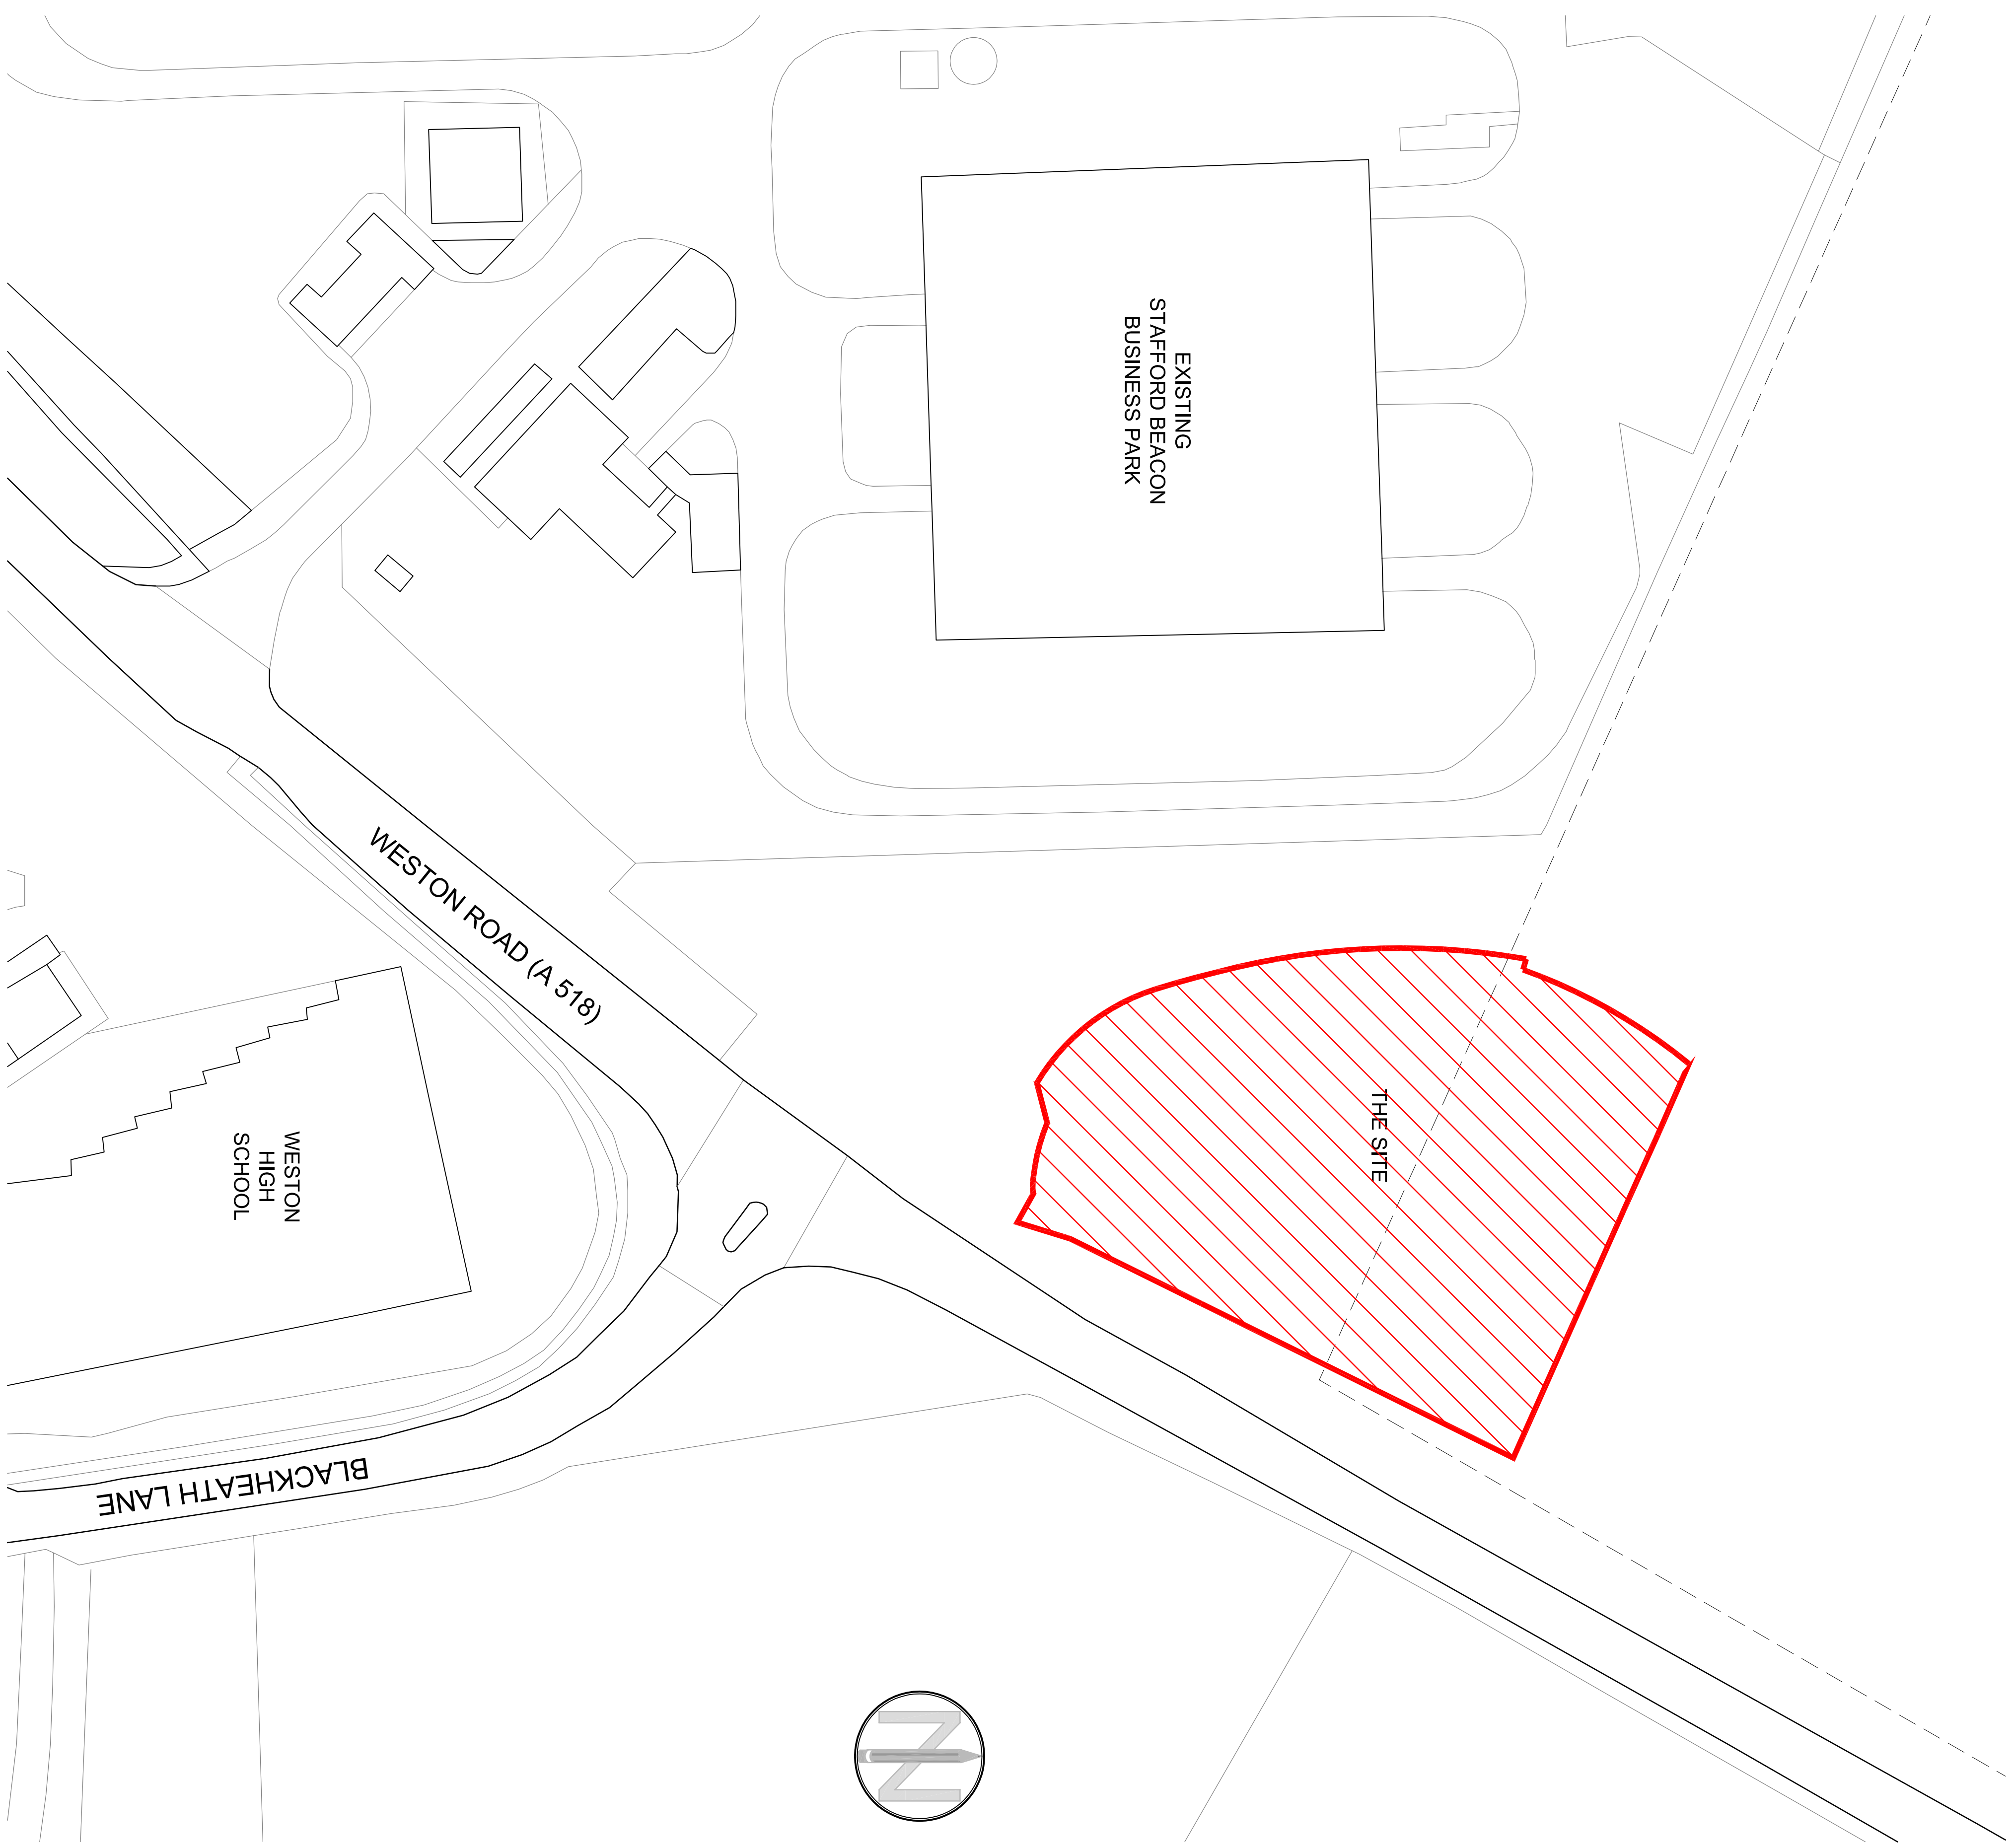 EXISTING
STAFFORD BEACON
BUSINESS PARK
WESTON ROAD (A 518)
THE SITE
WESTON
HIGH
SCHOOL
BLACKHEATH LANE
N